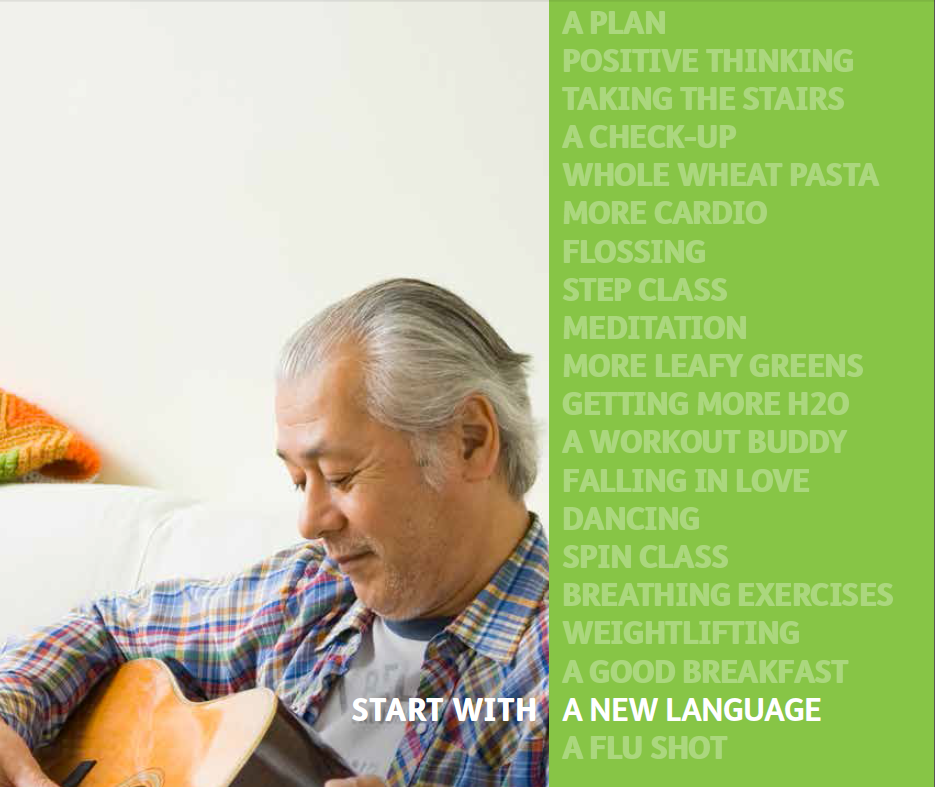 A PLAN
POSITIVE THINKING
TAKING THE STAIRS
A CHECK-UP
WHOLE WHEAT PASTA
MORE CARDIO
FLOSSING
STEP CLASS
MEDITATION
MORE LEAFY GREENS
GETTING MORE H2O
A WORKOUT BUDDY
FALLING IN LOVE
DANCING
SPIN CLASS
BREATHING EXERCISES
WEIGHTLIFTING
A GOOD BREAKFAST
START WITH A NEW LANGUAGE
A FLU SHOT